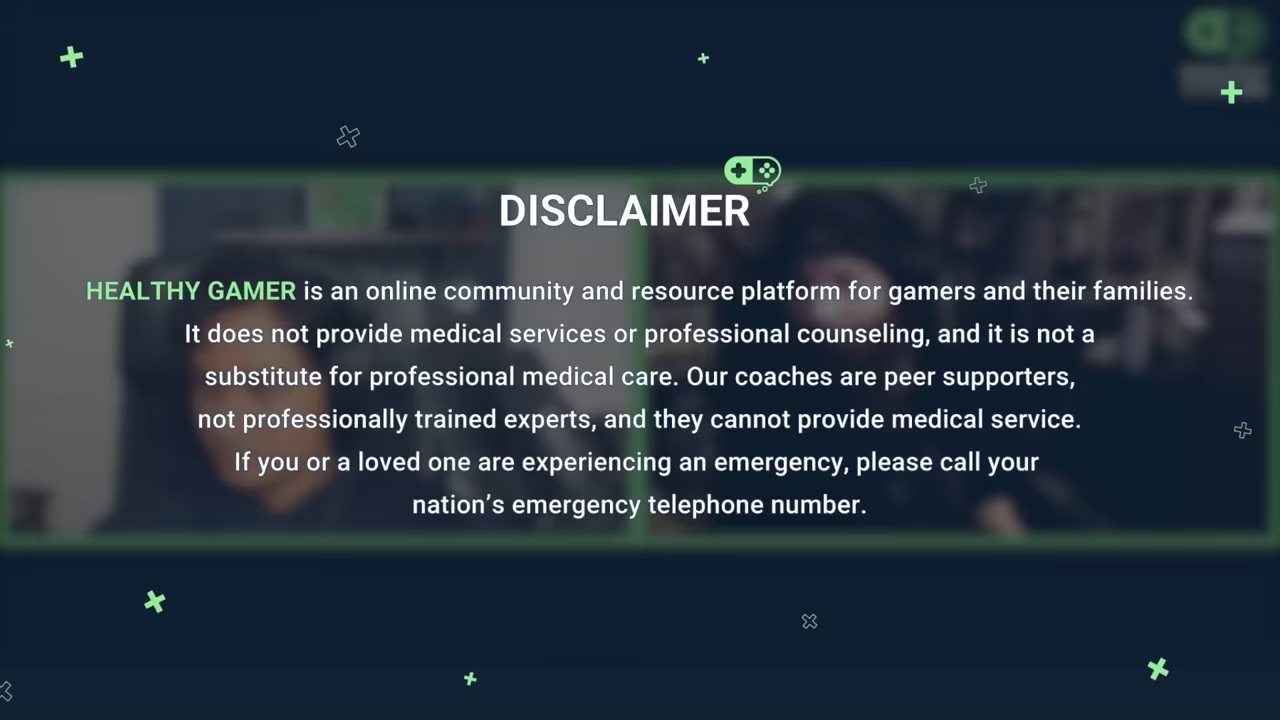 DISCLAIMER
HEALTHY GAMER is an online community and resource platform for gamers and their families.
It does not provide medical services or professional counseling, and it is not a
substitute for professional medical care. Our coaches are peer supporters,
not professionally trained experts, and they cannot provide medical service.
If you or a loved one are experiencing an emergency, please call your
nation’s emergency telephone number.